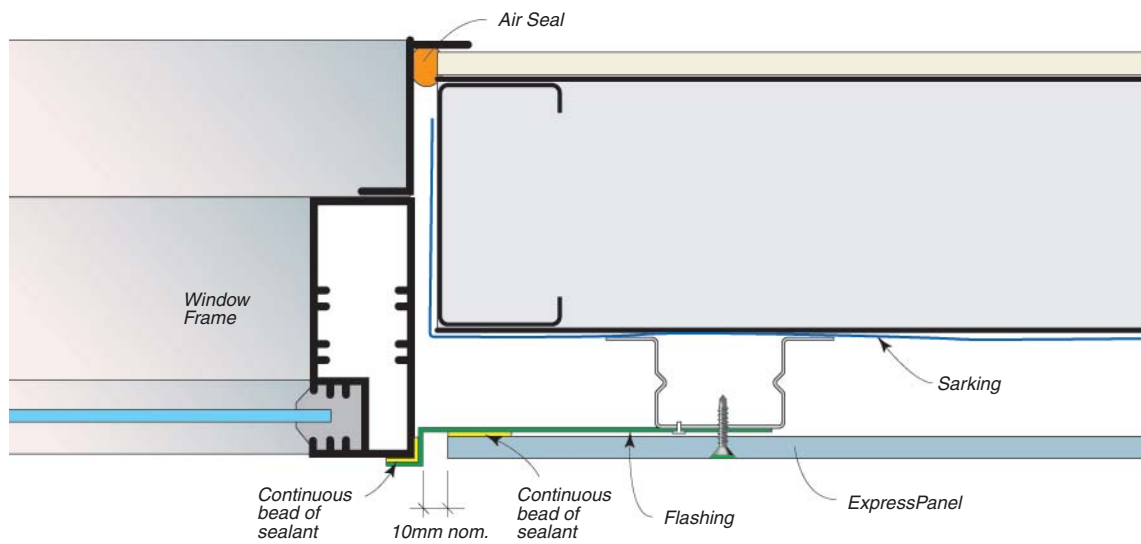 Air Seal
Window
Frame
Sarking
Continuous
bead of
sealant
10mm nom.
Continuous
bead of
sealant
Flashing
ExpressPanel